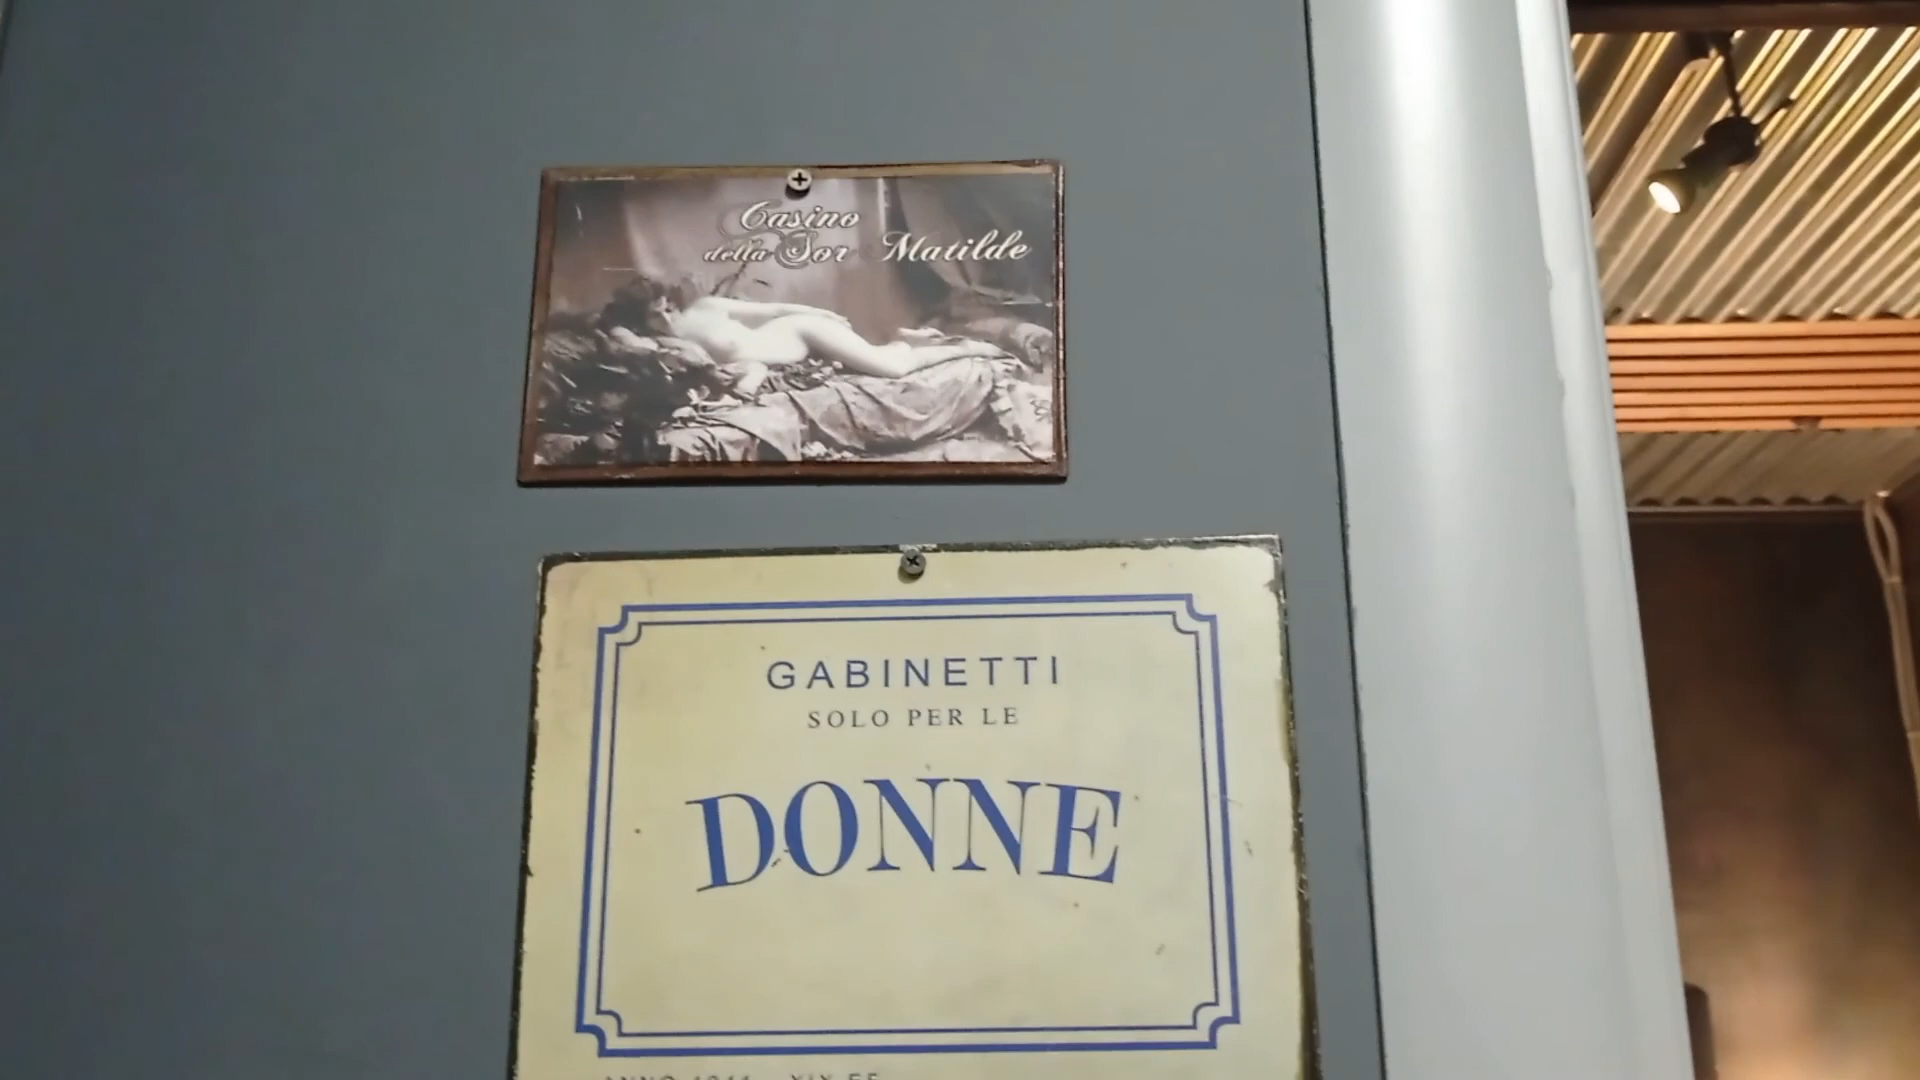 Casino
della Sor Matilde
GABINETTI
SOLO PER LE
DONNE